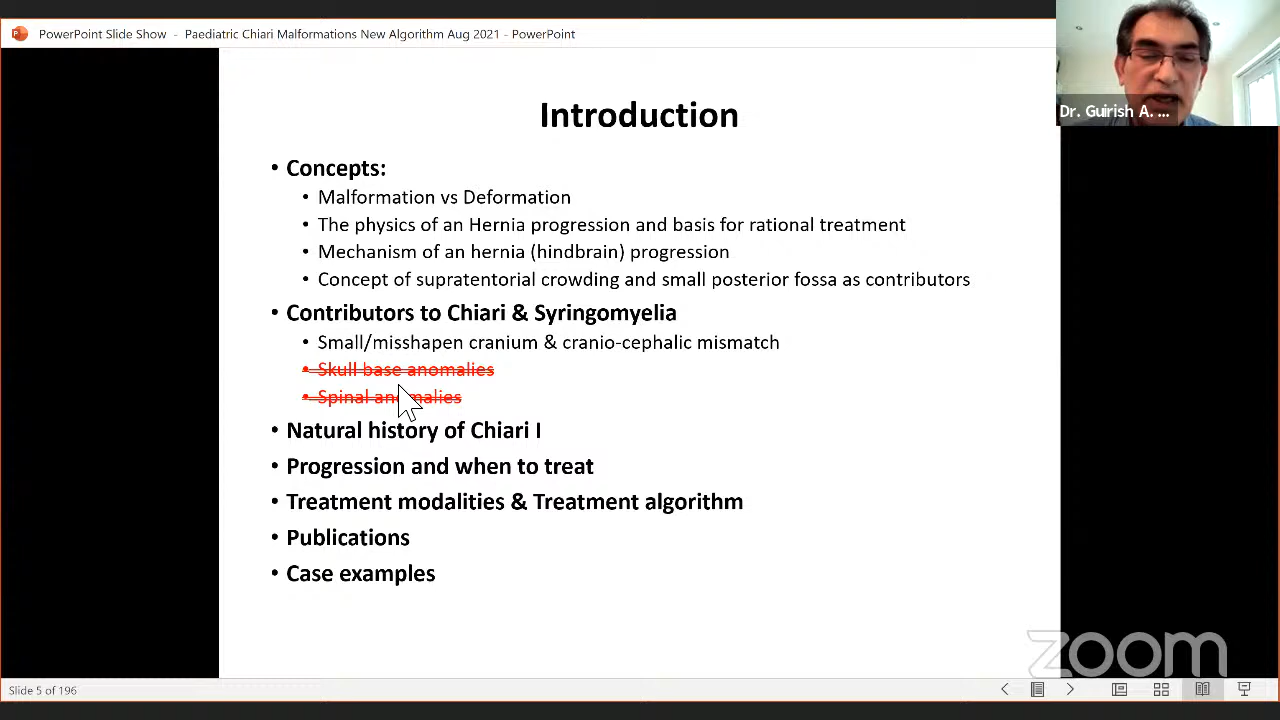 PowerPoint Slide Show - Paediatric Chiari Malformations New Algorithm Aug 2021 - PowerPoint
Dr. Guirish A. ...
Introduction
• Concepts:
• Malformation vs Deformation
• The physics of an Hernia progression and basis for rational treatment
• Mechanism of an hernia (hindbrain) progression
• Concept of supratentorial crowding and small posterior fossa as contributors
• Contributors to Chiari & Syringomyelia
• Small/misshapen cranium & cranio-cephalic mismatch
• Skull base anomalies
• Spinal anomalies
• Natural history of Chiari I
• Progression and when to treat
• Treatment modalities & Treatment algorithm
• Publications
• Case examples
zoom
Slide 5 of 196